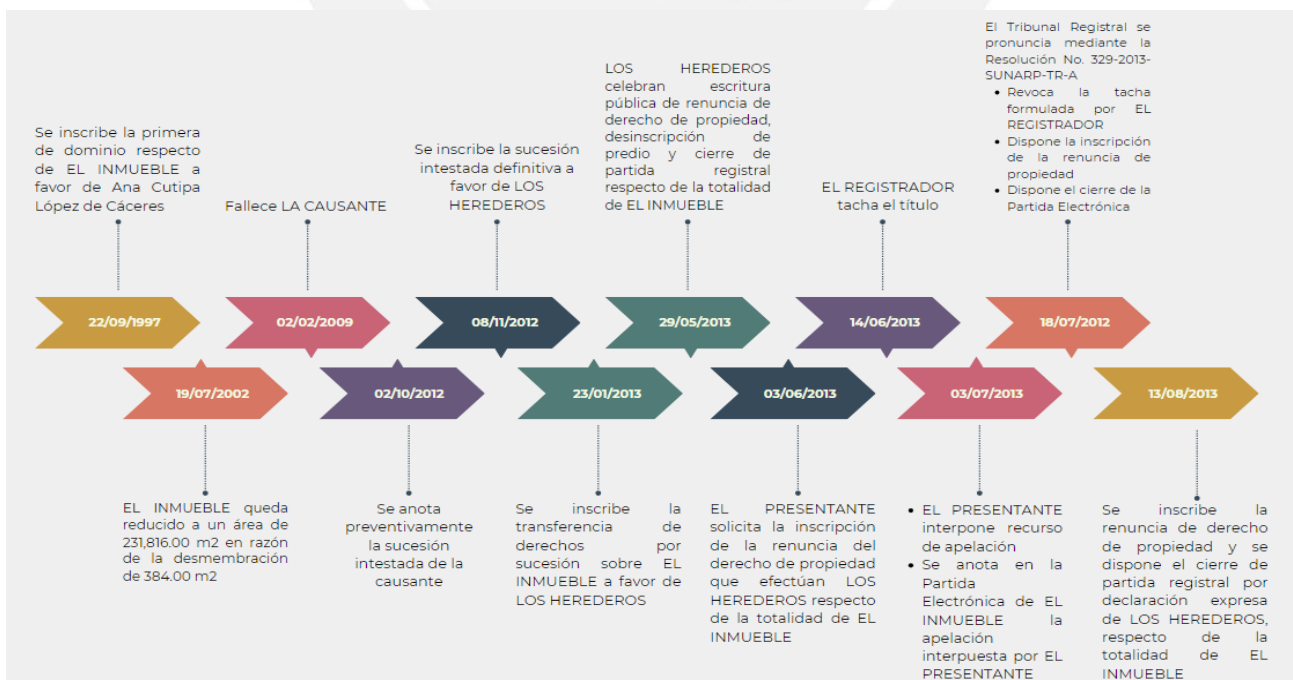 Se inscribe la primera
de dominio respecto
de EL INMUEBLE a
favor de Ana Cutipa
López de Cáceres
Fallece LA CAUSANTE
Se inscribe la sucesión
intestada definitiva a
favor de LOS
HEREDEROS
LOS HEREDEROS
celebran escritura
pública de renuncia de
derecho de propiedad,
desinscripción de
predio y cierre de
partida registral
respecto de la totalidad
de EL INMUEBLE
EL REGISTRADOR
tacha el título
El Tribunal Registral se
pronuncia mediante la
Resolución No. 329-2013-
SUNARP-TR-A
• Revoca la tacha
formulada por EL
REGISTRADOR
• Dispone la inscripción
de la renuncia de
propiedad
• Dispone el cierre de la
Partida Electrónica
22/09/1997
02/02/2009
08/11/2012
29/05/2013
14/06/2013
18/07/2012
19/07/2002
02/10/2012
23/01/2013
03/06/2013
03/07/2013
13/08/2013
EL INMUEBLE queda
reducido a un área de
231,816.00 m2 en razón
de la desmembración
de 384.00 m2
Se anota
preventivamente
la sucesión
intestada de la
causante
Se inscribe la
transferencia de
derechos por
sucesión sobre EL
INMUEBLE a favor de
LOS HEREDEROS
EL PRESENTANTE
solicita la inscripción
de la renuncia del
derecho de propiedad
que efectúan LOS
HEREDEROS respecto
de la totalidad de EL
INMUEBLE
• EL PRESENTANTE
interpone recurso
de apelación
• Se anota en la
Partida
Electrónica de EL
INMUEBLE la
apelación
interpuesta por EL
PRESENTANTE
Se inscribe la
renuncia de derecho
de propiedad y se
dispone el cierre de
partida registral por
declaración expresa
de LOS HEREDEROS,
respecto de la
totalidad de EL
INMUEBLE